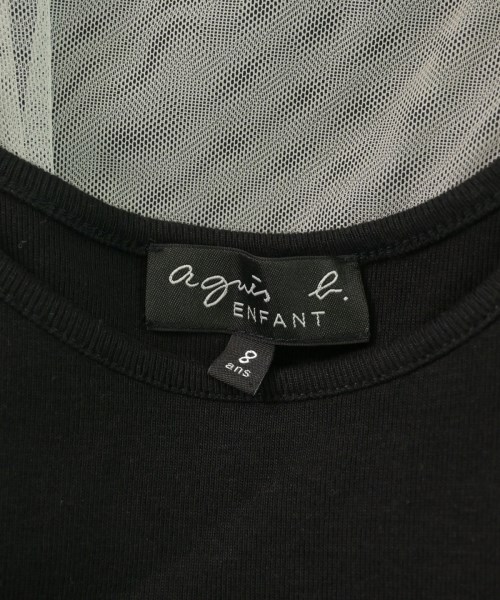 agnès b.
ENFANT
8
ans